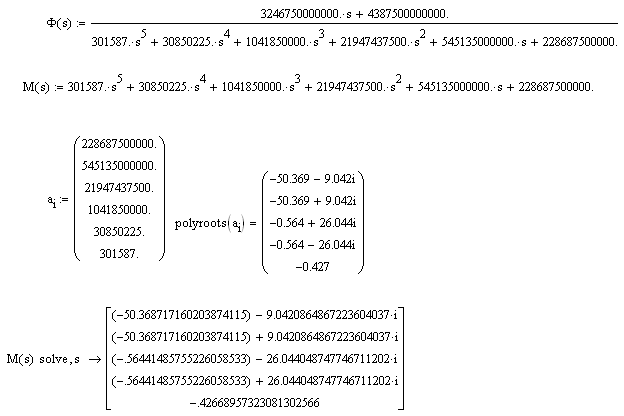 Φ(s) := 3246750000000.·s + 4387500000000.
301587.·s^5 + 30850225.·s^4 + 1041850000.·s^3 + 21947437500.·s^2 + 545135000000.·s + 228687500000.
M(s) := 301587.·s^5 + 30850225.·s^4 + 1041850000.·s^3 + 21947437500.·s^2 + 545135000000.·s + 228687500000.
a_i :=
228687500000.
545135000000.
21947437500.
1041850000.
30850225.
301587.
polyroots(a_i) =
-50.369 - 9.042i
-50.369 + 9.042i
-0.564 + 26.044i
-0.564 - 26.044i
-0.427
M(s) solve,s →
(-50.368717160203874115) - 9.0420864867223604037·i
(-50.368717160203874115) + 9.0420864867223604037·i
(-.56441485755226058533) - 26.044048747746711202·i
(-.56441485755226058533) + 26.044048747746711202·i
-.42668957323081302566